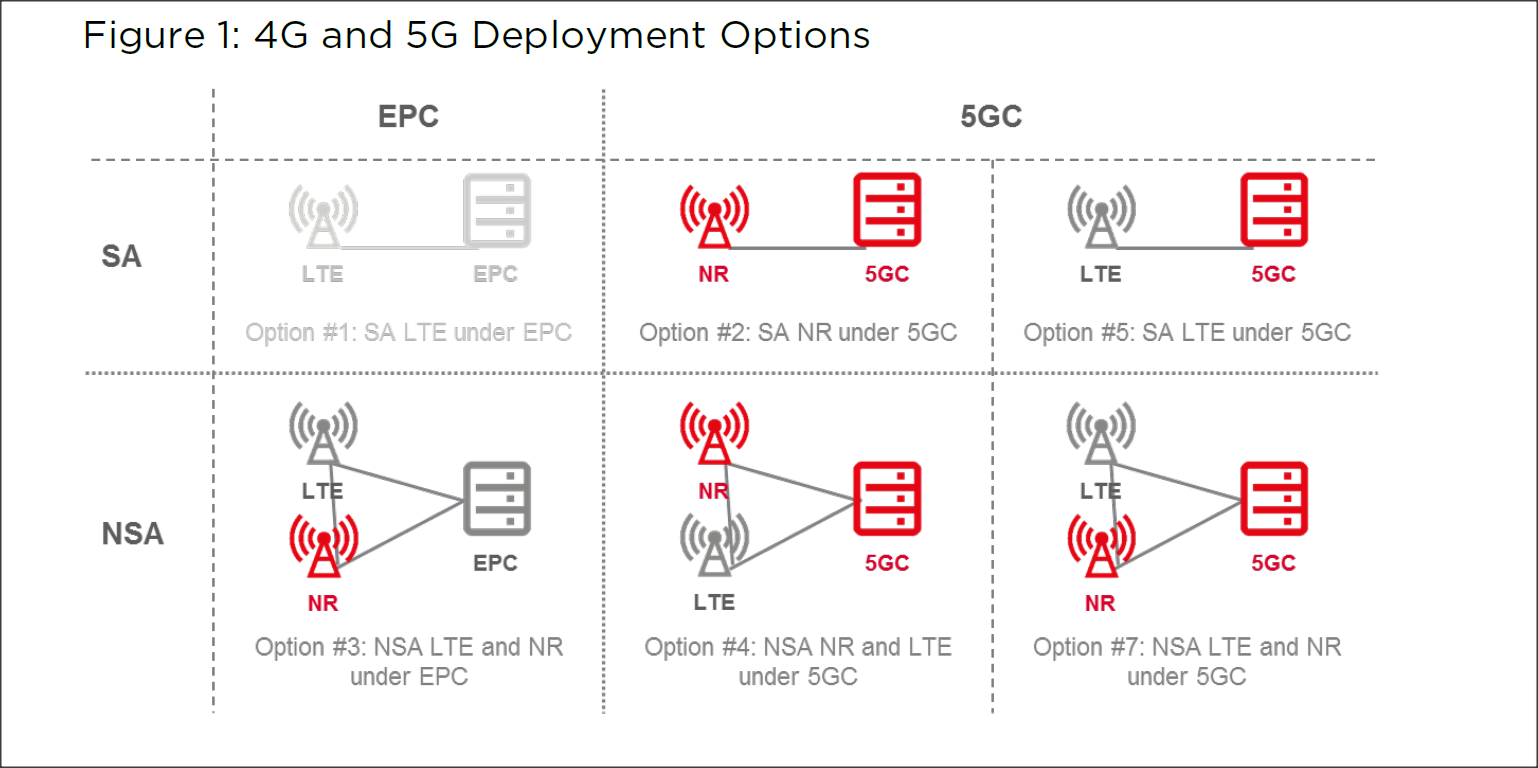 Figure 1: 4G and 5G Deployment Options
EPC
5GC
SA
LTE
EPC
NR
5GC
LTE
5GC
Option #1: SA LTE under EPC
Option #2: SA NR under 5GC
Option #5: SA LTE under 5GC
NSA
LTE
NR
EPC
Option #3: NSA LTE and NR
under EPC
NR
LTE
5GC
Option #4: NSA NR and LTE
under 5GC
LTE
NR
5GC
Option #7: NSA LTE and NR
under 5GC